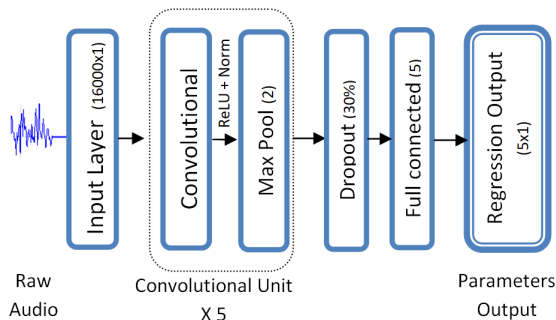 Input Layer (16000x1)
Convolutional
ReLU + Norm
Max Pool (2)
Dropout (30%)
Full connected (5)
Regression Output
(5x1)
Raw
Audio
Convolutional Unit
X 5
Parameters
Output